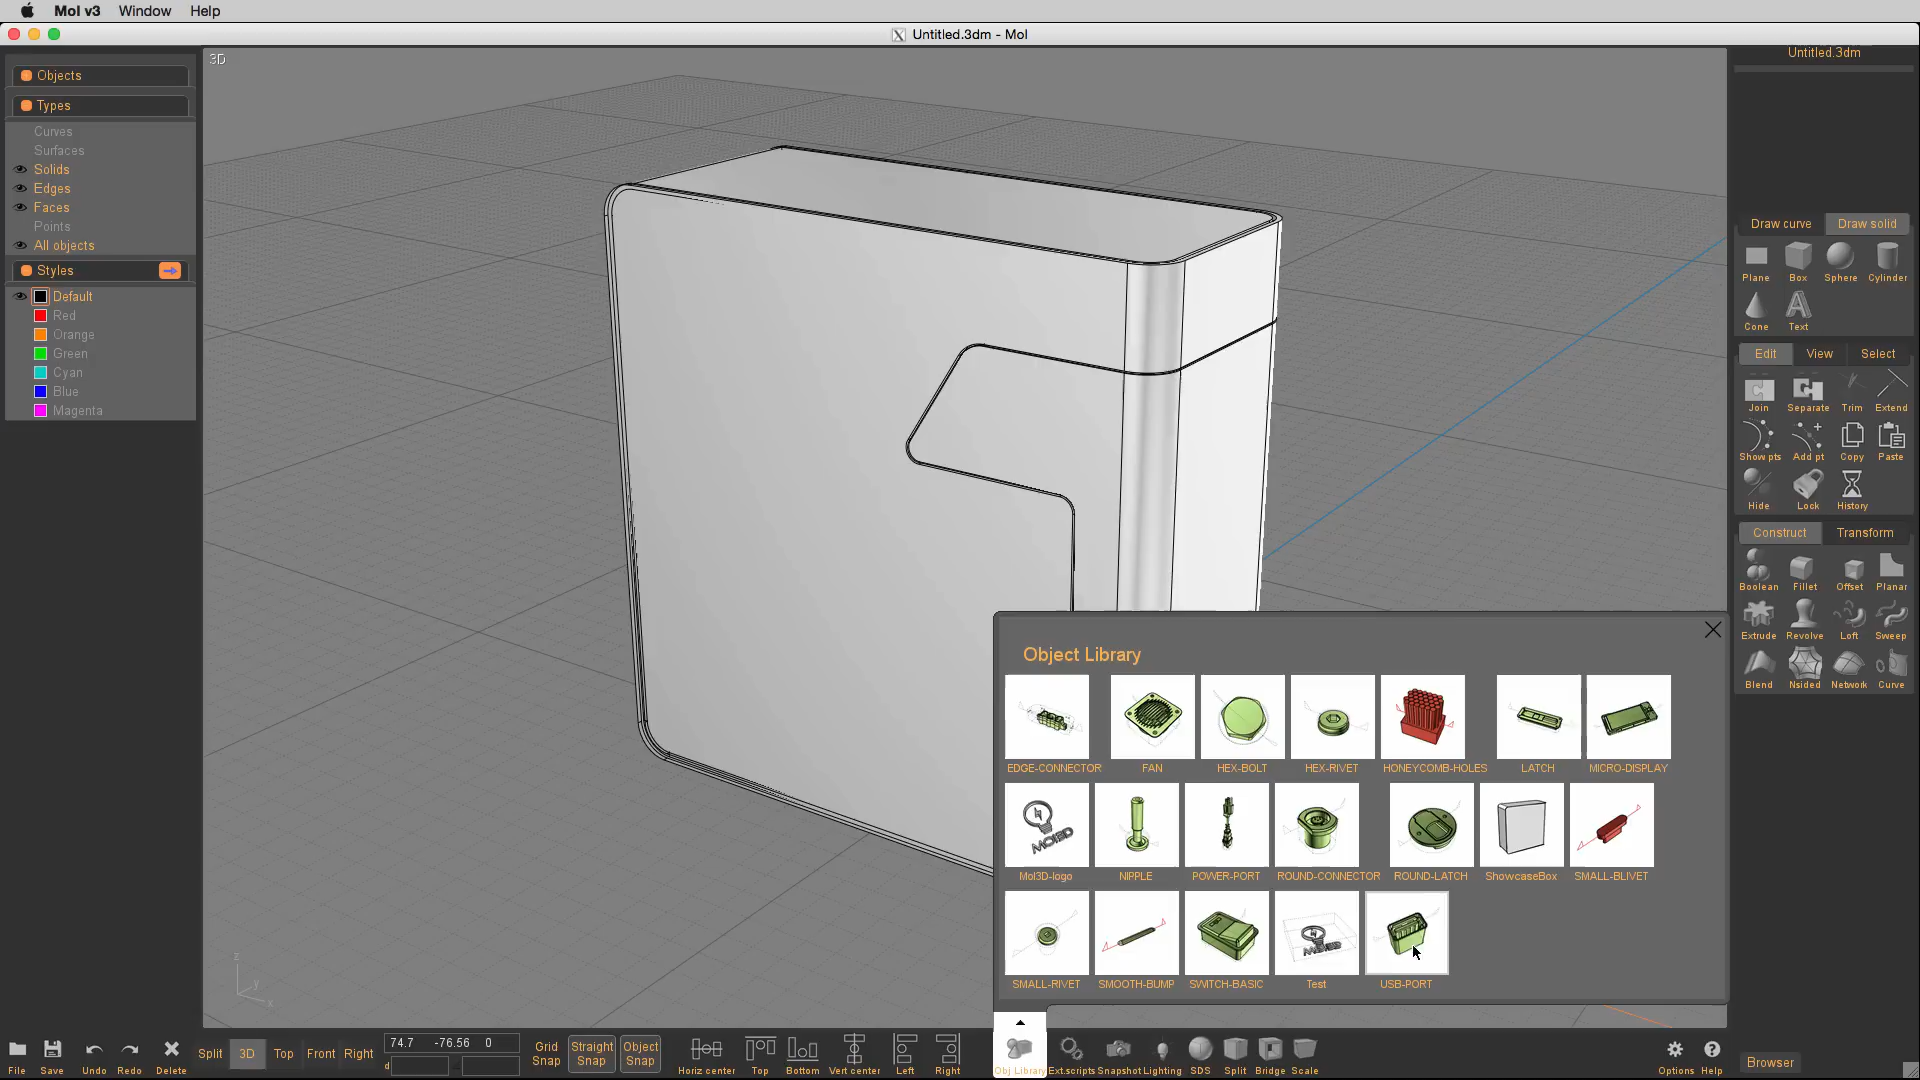 MoI v3 Window Help
Untitled.3dm - MoI
Untitled.3dm
3D
Objects
Types
Curves
Surfaces
Solids
Edges
Faces
Points
All objects
Styles
Default
Red
Orange
Green
Cyan
Blue
Magenta
Draw curve Draw solid
Plane Box Sphere Cylinder
Cone Text
Edit View Select
Join Separate Trim Extend
Show pts Add pt Copy Paste
Hide Lock History
Construct Transform
Boolean Fillet Offset Planar
Extrude Revolve Loft Sweep
Blend Nsided Network Curve
Object Library
EDGE-CONNECTOR FAN HEX-BOLT HEX-RIVET HONEYCOMB-HOLES LATCH MICRO-DISPLAY
MOI3D
MoI3D-logo NIPPLE POWER-PORT ROUND-CONNECTOR ROUND-LATCH ShowcaseBox SMALL-BLIVET
SMALL-RIVET SMOOTH-BUMP SWITCH-BASIC Test USB-PORT
z
y
x
File Save Undo Redo Delete
Split 3D Top Front Right
74.7 -76.56 0
d
Grid Snap
Straight Snap
Object Snap
Horiz center Top Bottom Vert center Left Right
Obj Library Ext.scripts Snapshot Lighting SDS Split Bridge Scale
Options Help
Browser